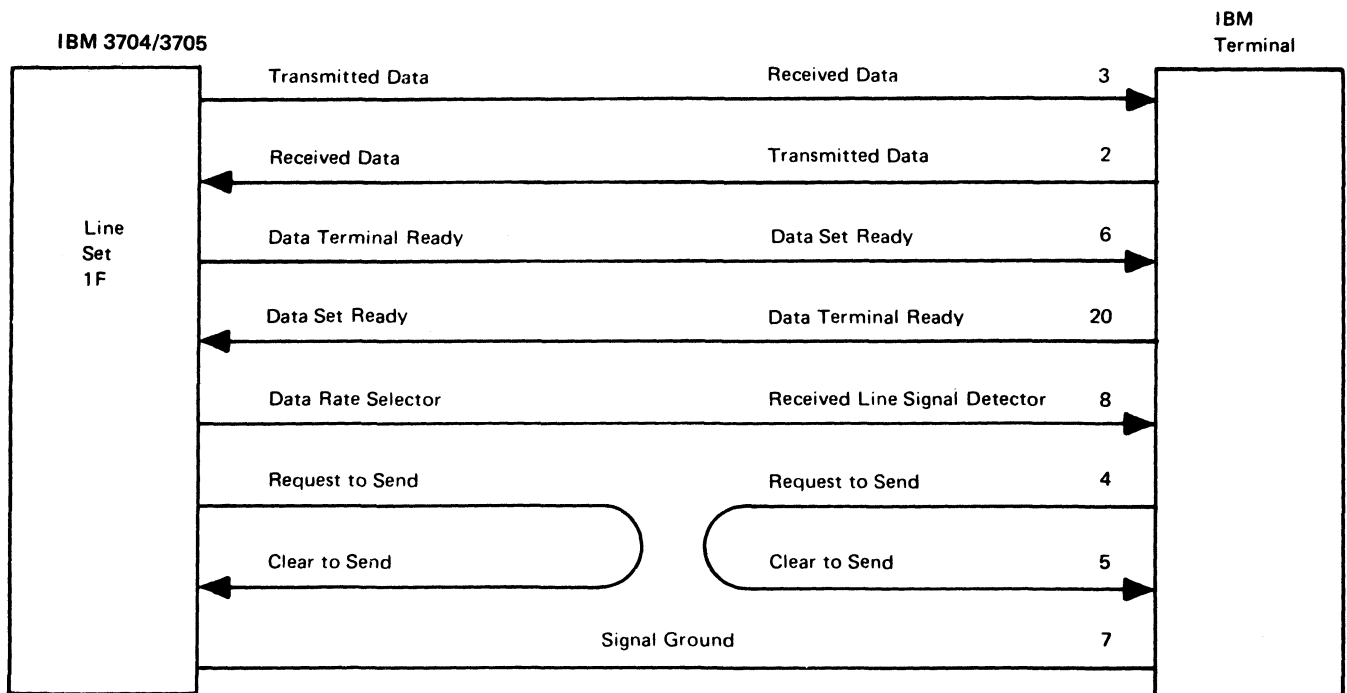 IBM
Terminal
IBM 3704/3705
Transmitted Data Received Data 3
Received Data Transmitted Data 2
Line
Set
1F
Data Terminal Ready Data Set Ready 6
Data Set Ready Data Terminal Ready 20
Data Rate Selector Received Line Signal Detector 8
Request to Send Request to Send 4
Clear to Send Clear to Send 5
Signal Ground 7